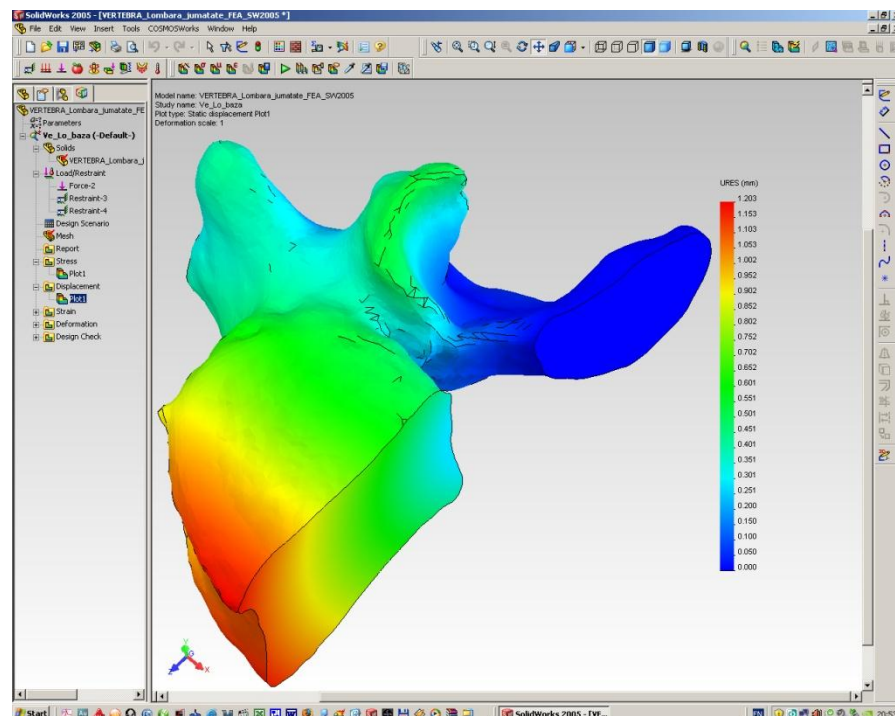 SolidWorks 2005 - [VERTEBRA_Lombara_jumatate_FEA_SW2005 *]
File Edit View Insert Tools COSMOSWorks Window Help
VERTEBRA_Lombara_jumatate_FE
Parameters
Ve_Lo_baza (-Default-)
Solids
VERTEBRA_Lombara_j
Load/Restraint
Force-2
Restraint-3
Restraint-4
Design Scenario
Mesh
Report
Stress
Plot1
Displacement
Plot1
Strain
Deformation
Design Check
Model name: VERTEBRA_Lombara_jumatate_FEA_SW2005
Study name: Ve_Lo_baza
Plot type: Static displacement Plot1
Deformation scale: 1
URES (mm)
1.203
1.153
1.103
1.053
1.002
0.952
0.902
0.852
0.802
0.752
0.702
0.652
0.601
0.551
0.501
0.451
0.401
0.351
0.301
0.251
0.201
0.150
0.100
0.050
0.000
Y
X
Z
Start
SolidWorks 2005 - [VE...
EN